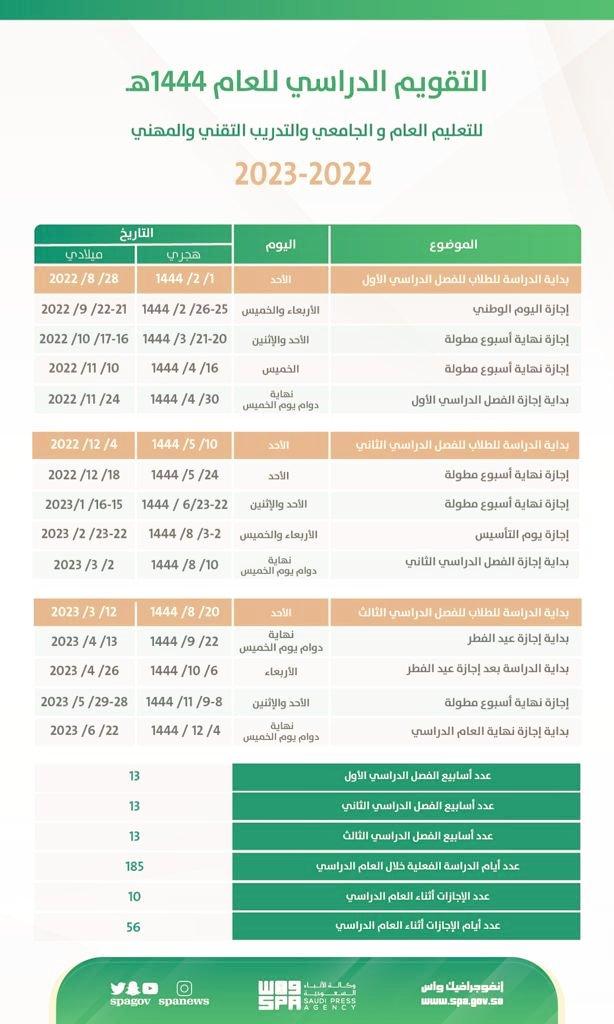 التقويم الدراسي للعام 1444هـ
للتعليم العام و الجامعي والتدريب التقني والمهني
2023-2022
الموضوع اليوم التاريخ
هجري ميلادي
بداية الدراسة للطلاب للفصل الدراسي الأول الأحد 1/ 2/ 1444 28/ 8/ 2022
إجازة اليوم الوطني الأربعاء والخميس 25-26/ 2/ 1444 21-22/ 9/ 2022
إجازة نهاية أسبوع مطولة الأحد والإثنين 20-21/ 3/ 1444 16-17/ 10/ 2022
إجازة نهاية أسبوع مطولة الخميس 16/ 4/ 1444 10/ 11/ 2022
بداية إجازة الفصل الدراسي الأول نهاية دوام يوم الخميس 30/ 4/ 1444 24/ 11/ 2022
بداية الدراسة للطلاب للفصل الدراسي الثاني الأحد 10/ 5/ 1444 4/ 12/ 2022
إجازة نهاية أسبوع مطولة الأحد 24/ 5/ 1444 18/ 12/ 2022
إجازة نهاية أسبوع مطولة الأحد والإثنين 22-23/ 6/ 1444 15-16/ 1/ 2023
إجازة يوم التأسيس الأربعاء والخميس 2-3/ 8/ 1444 22-23/ 2/ 2023
بداية إجازة الفصل الدراسي الثاني نهاية دوام يوم الخميس 10/ 8/ 1444 2/ 3/ 2023
بداية الدراسة للطلاب للفصل الدراسي الثالث الأحد 20/ 8/ 1444 12/ 3/ 2023
بداية إجازة عيد الفطر نهاية دوام يوم الخميس 22/ 9/ 1444 13/ 4/ 2023
بداية الدراسة بعد إجازة عيد الفطر الأربعاء 6/ 10/ 1444 26/ 4/ 2023
إجازة نهاية أسبوع مطولة الأحد والإثنين 8-9/ 11/ 1444 28-29/ 5/ 2023
بداية إجازة نهاية العام الدراسي نهاية دوام يوم الخميس 4/ 12/ 1444 22/ 6/ 2023
عدد أسابيع الفصل الدراسي الأول 13
عدد أسابيع الفصل الدراسي الثاني 13
عدد أسابيع الفصل الدراسي الثالث 13
عدد أيام الدراسة الفعلية خلال العام الدراسي 185
عدد الإجازات أثناء العام الدراسي 10
عدد أيام الإجازات أثناء العام الدراسي 56
إنفوجرافيك واس
www.spa.gov.sa
واس وكالة الأنباء السعودية
SPA SAUDI PRESS AGENCY
spagov spanews